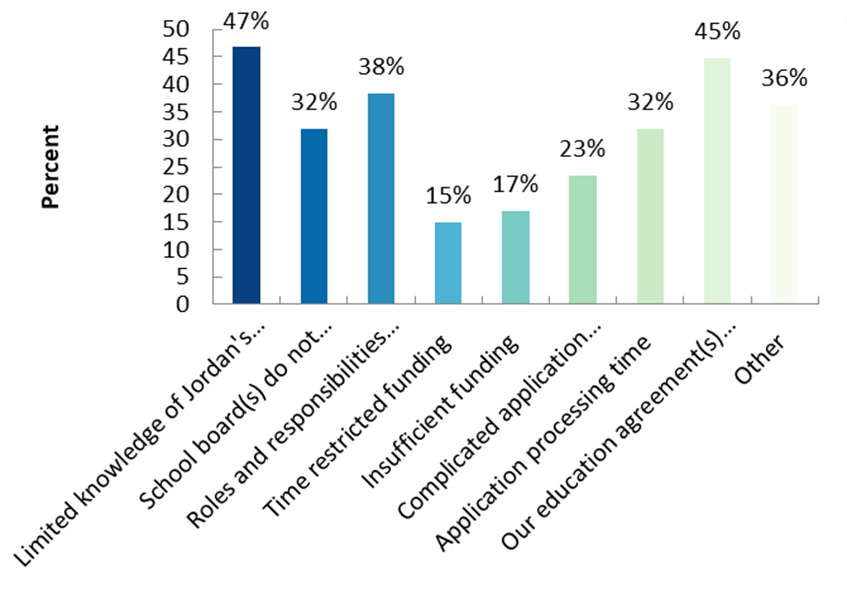 50
45
40
35
30
25
20
15
10
5
0
Percent
47%
32%
38%
15%
17%
23%
32%
45%
36%
Limited knowledge of Jordan's...
School board(s) do not...
Roles and responsibilities...
Time restricted funding
Insufficient funding
Complicated application...
Application processing time
Our education agreement(s)...
Other